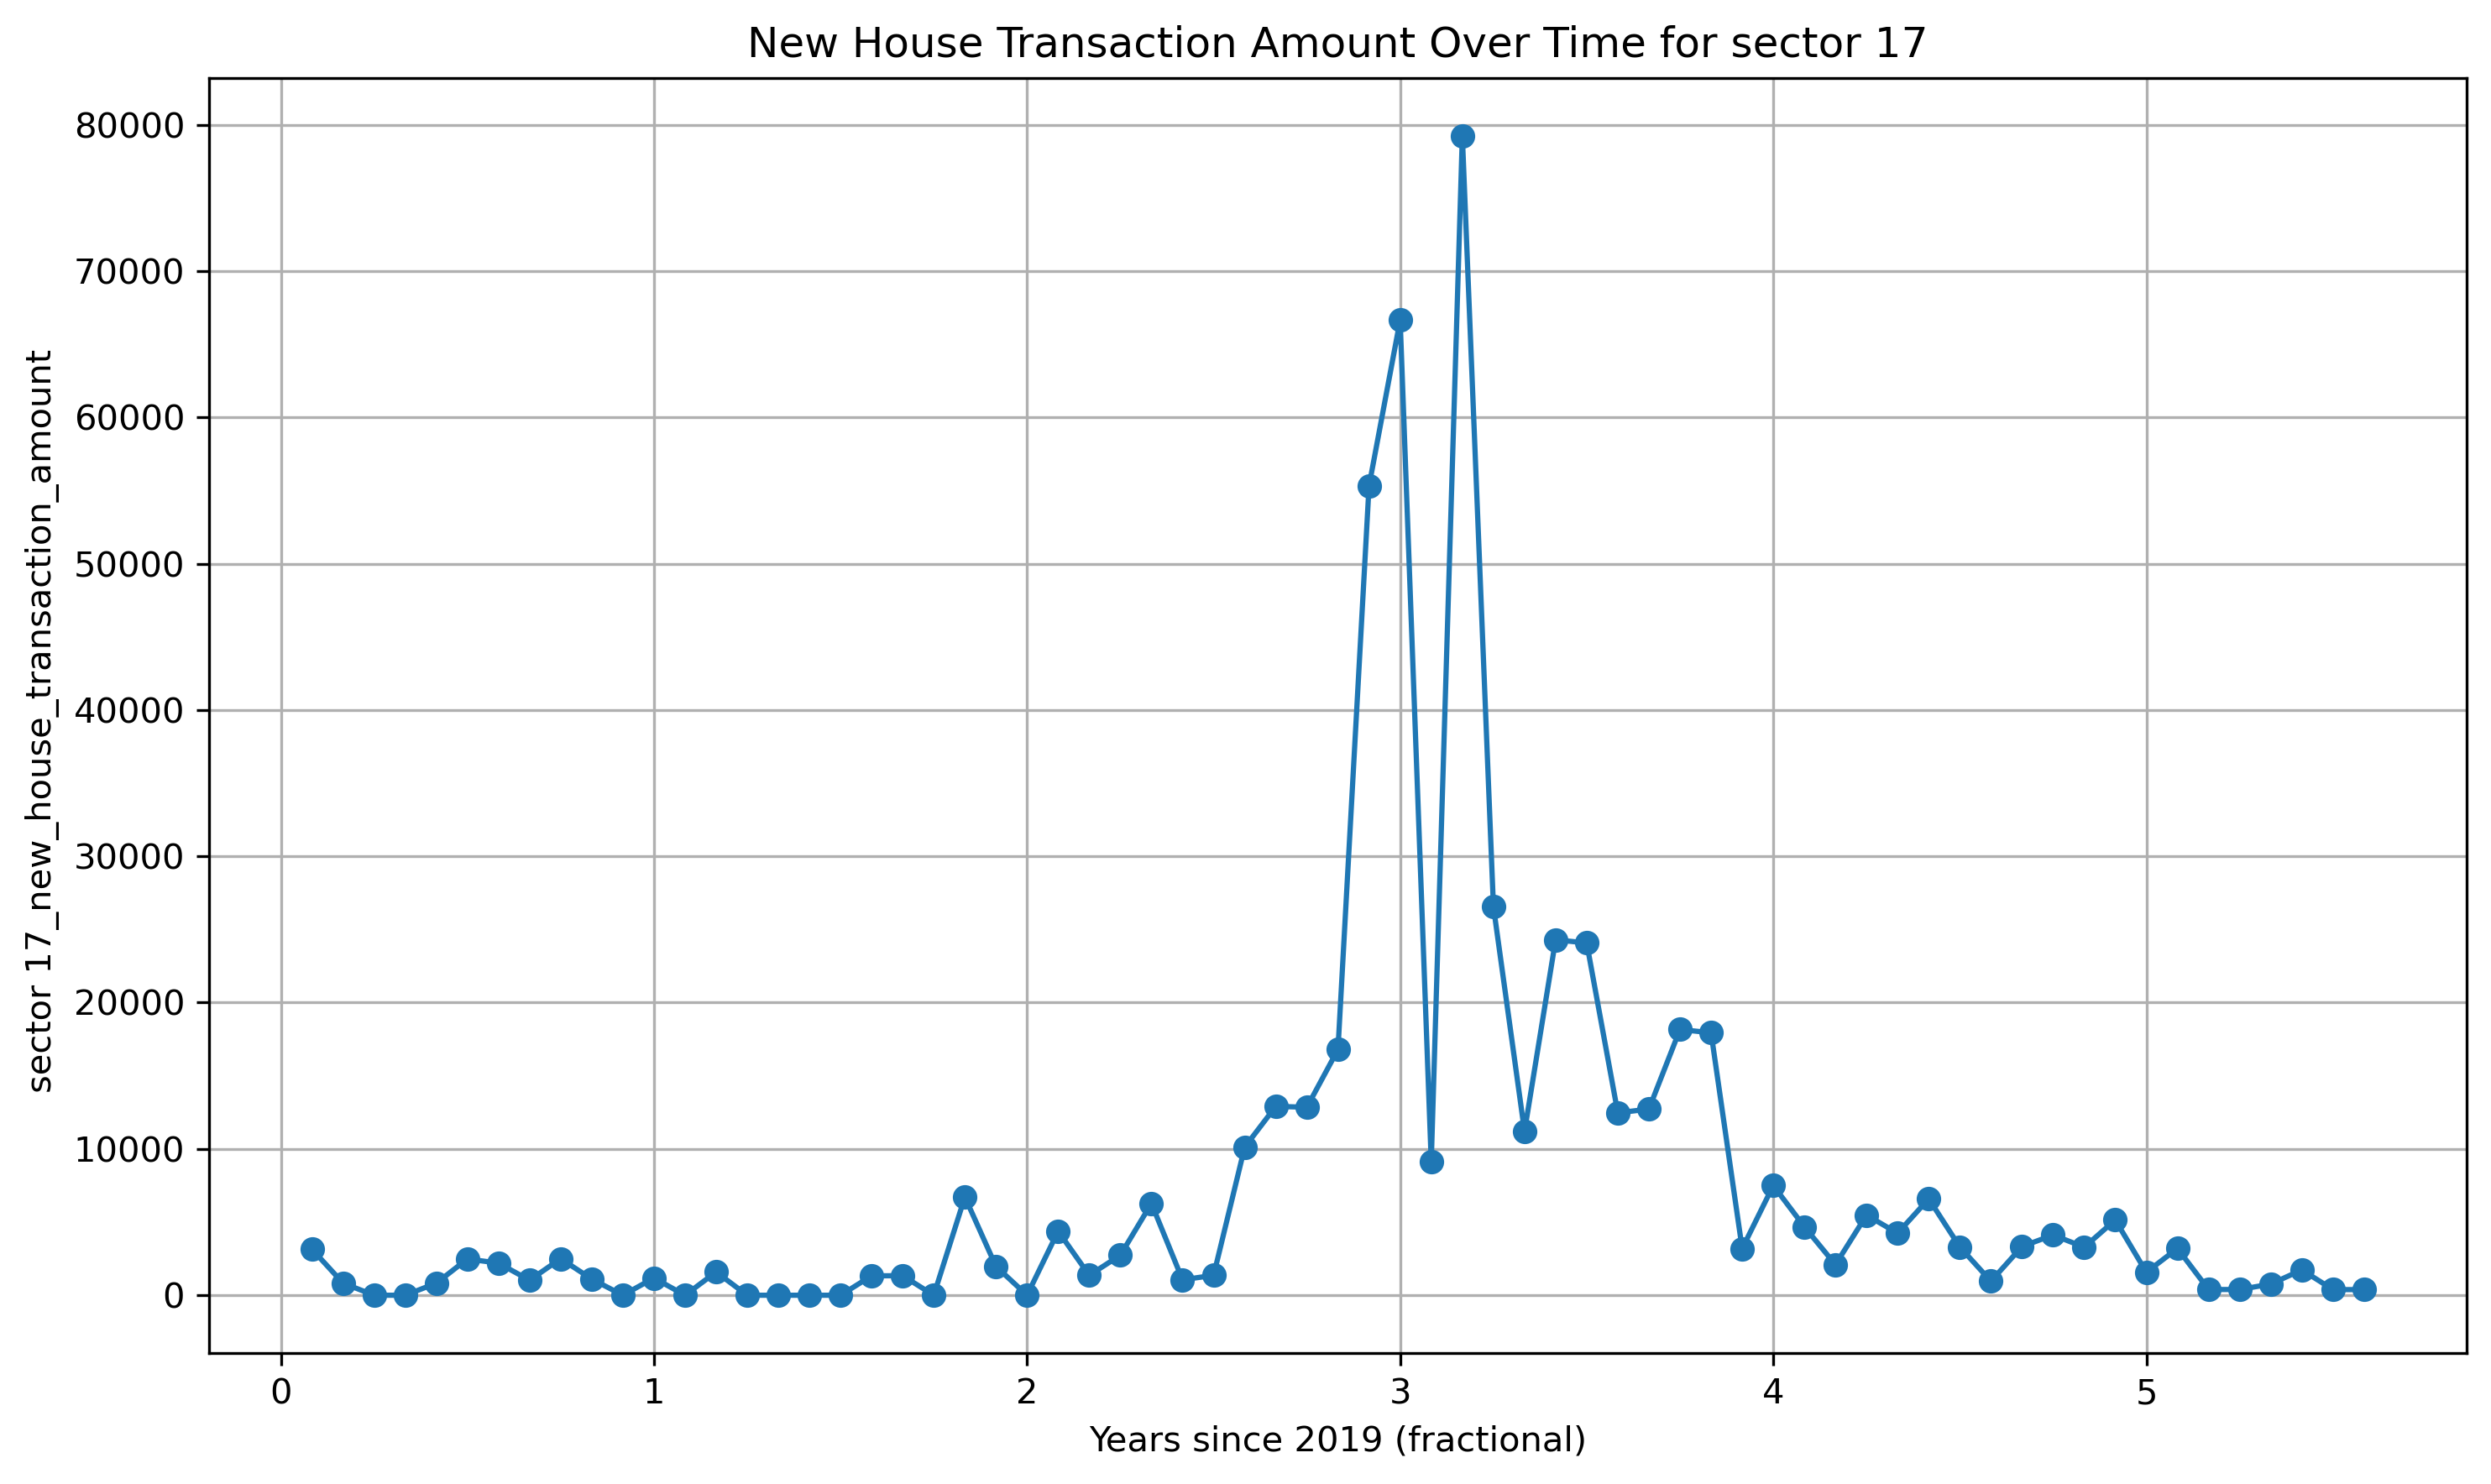 New House Transaction Amount Over Time for sector 17
sector 17_new_house_transaction_amount
80000
70000
60000
50000
40000
30000
20000
10000
0
0 1 2 3 4 5
Years since 2019 (fractional)